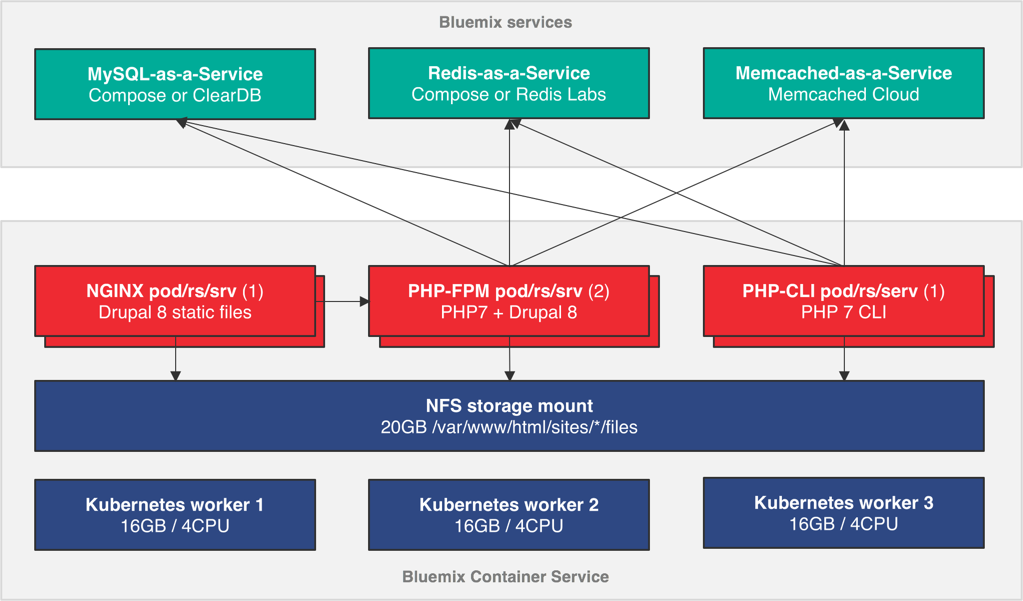 Bluemix services
MySQL-as-a-Service
Compose or ClearDB
Redis-as-a-Service
Compose or Redis Labs
Memcached-as-a-Service
Memcached Cloud
NGINX pod/rs/srv (1)
Drupal 8 static files
PHP-FPM pod/rs/srv (2)
PHP7 + Drupal 8
PHP-CLI pod/rs/serv (1)
PHP 7 CLI
NFS storage mount
20GB /var/www/html/sites/*/files
Kubernetes worker 1
16GB / 4CPU
Kubernetes worker 2
16GB / 4CPU
Kubernetes worker 3
16GB / 4CPU
Bluemix Container Service